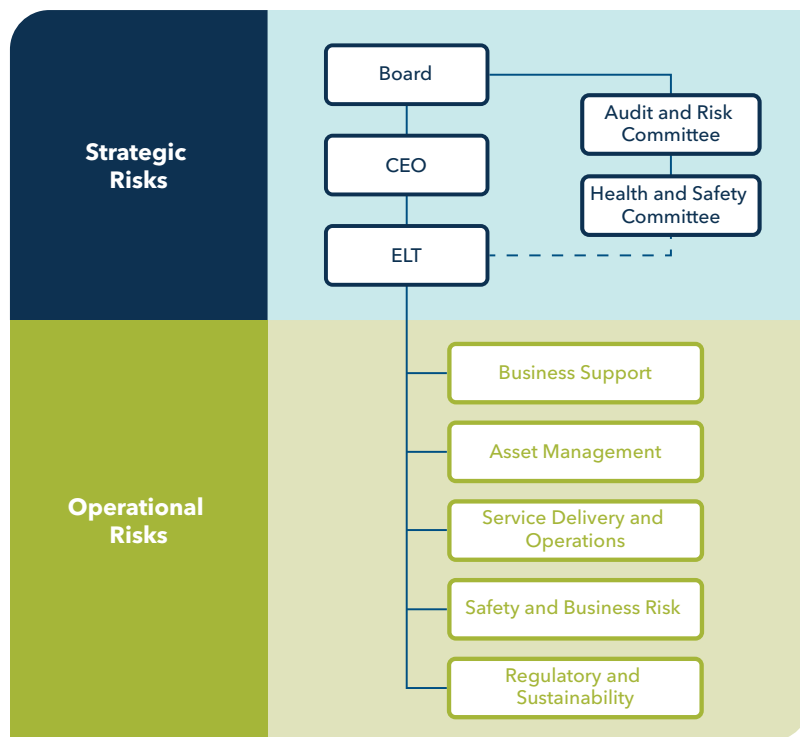 Strategic
Risks
Board
CEO
ELT
Audit and Risk
Committee
Health and Safety
Committee
Operational
Risks
Business Support
Asset Management
Service Delivery and
Operations
Safety and Business Risk
Regulatory and
Sustainability